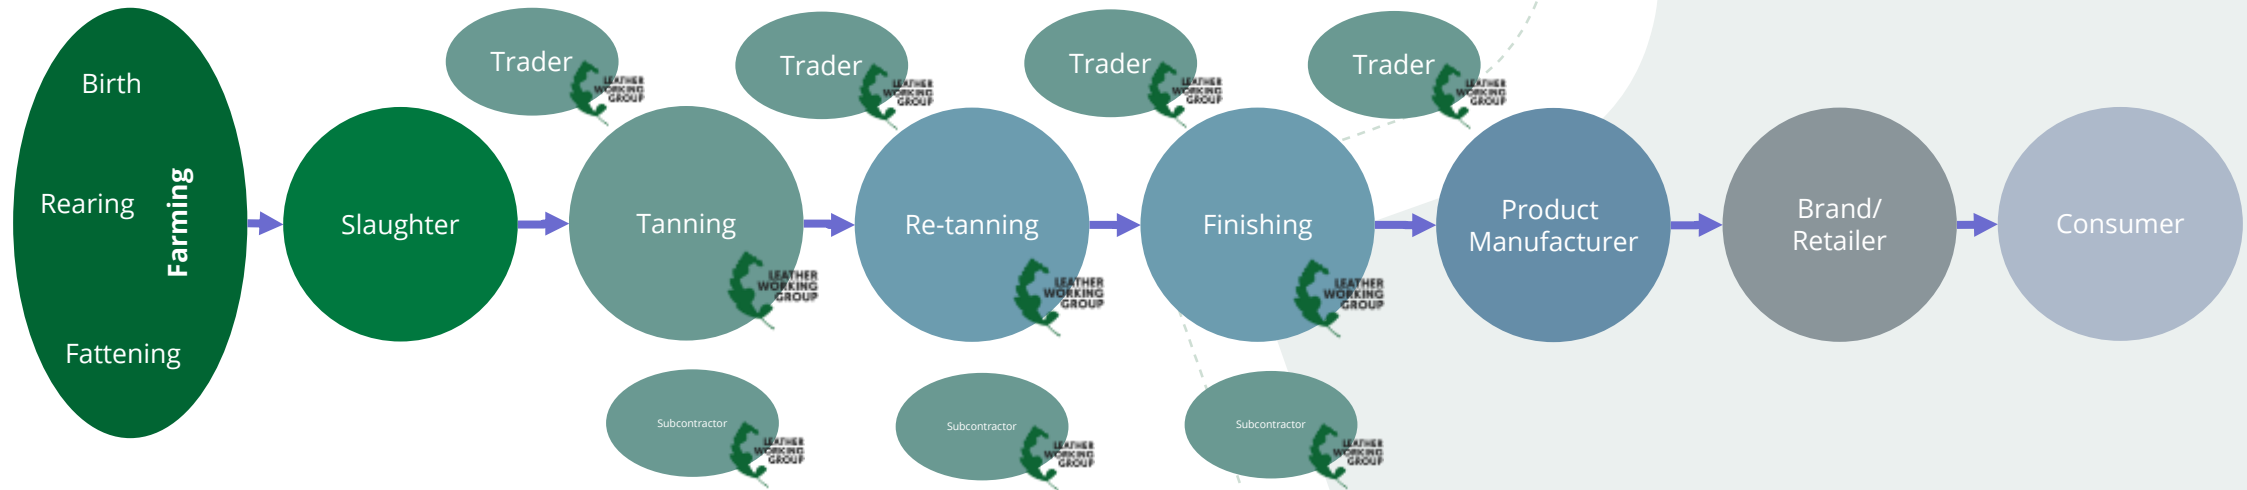 Birth
Rearing
Farming
Fattening
Slaughter
Trader
LEATHER
WORKING
GROUP
Trader
LEATHER
WORKING
GROUP
Trader
LEATHER
WORKING
GROUP
Trader
LEATHER
WORKING
GROUP
Tanning
LEATHER
WORKING
GROUP
Re-tanning
LEATHER
WORKING
GROUP
Finishing
LEATHER
WORKING
GROUP
Product
Manufacturer
Brand/
Retailer
Consumer
Subcontractor
LEATHER
WORKING
GROUP
Subcontractor
LEATHER
WORKING
GROUP
Subcontractor
LEATHER
WORKING
GROUP